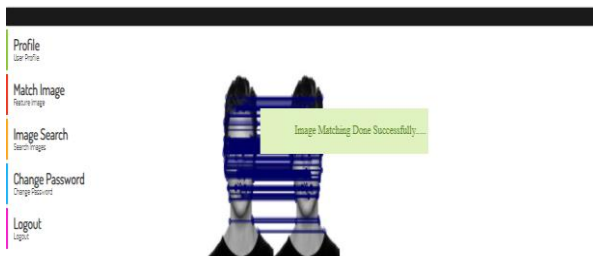 Profile
User Profile
Match Image
Feature Image
Image Search
Search Images
Change Password
Change Password
Logout
Logout
Image Matching Done Successfully.....